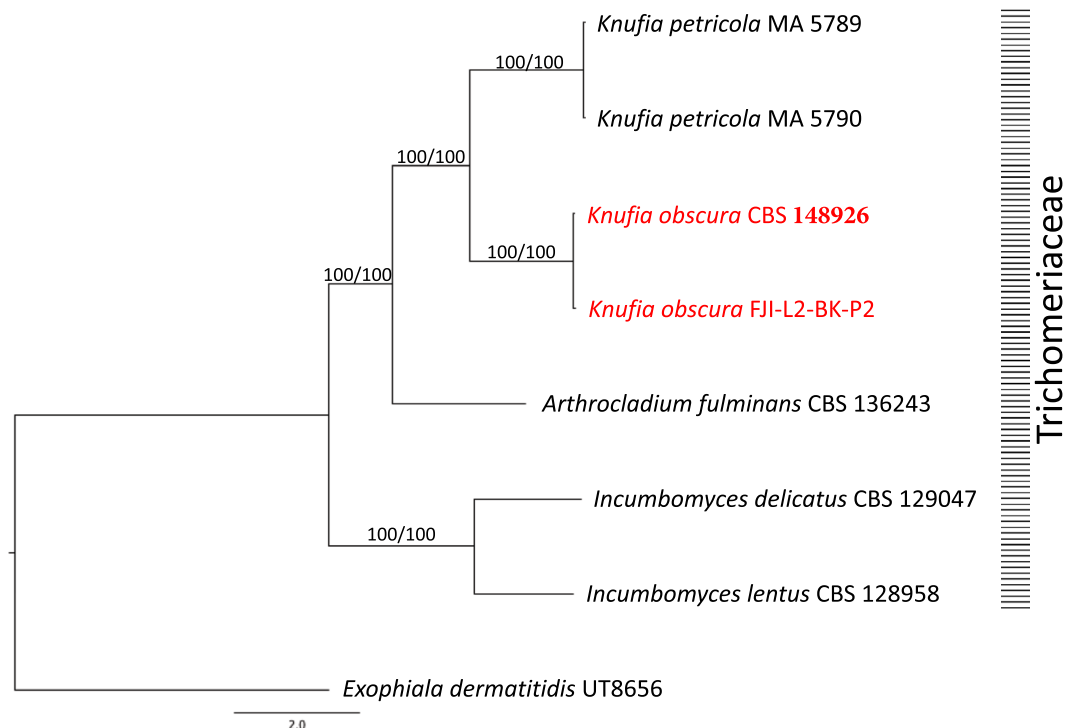 Knufia petricola MA 5789
100/100
Knufia petricola MA 5790
100/100
Knufia obscura CBS 148926
100/100
100/100
Knufia obscura FJI-L2-BK-P2
Arthrocladium fulminans CBS 136243
Incumbomyces delicatus CBS 129047
100/100
Incumbomyces lentus CBS 128958
Exophiala dermatitidis UT8656
2.0
Trichomeriaceae